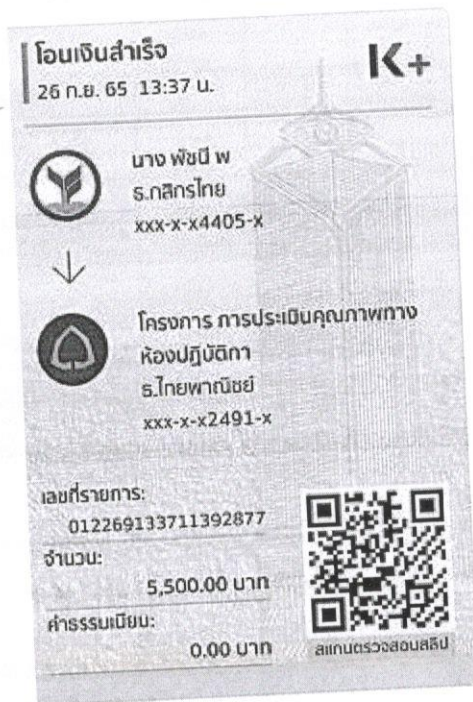 โอนเงินสำเร็จ
26 ก.ย. 65 13:37 น.
K+
นาง พัชนี พ
ธ.กสิกรไทย
xxx-x-x4405-x
โครงการ การประเมินคุณภาพทาง
ห้องปฏิบัติกา
ธ.ไทยพาณิชย์
xxx-x-x2491-x
เลขที่รายการ:
012269133711392877
จำนวน:
5,500.00 บาท
ค่าธรรมเนียม:
0.00 บาท
สแกนตรวจสอบสลิป